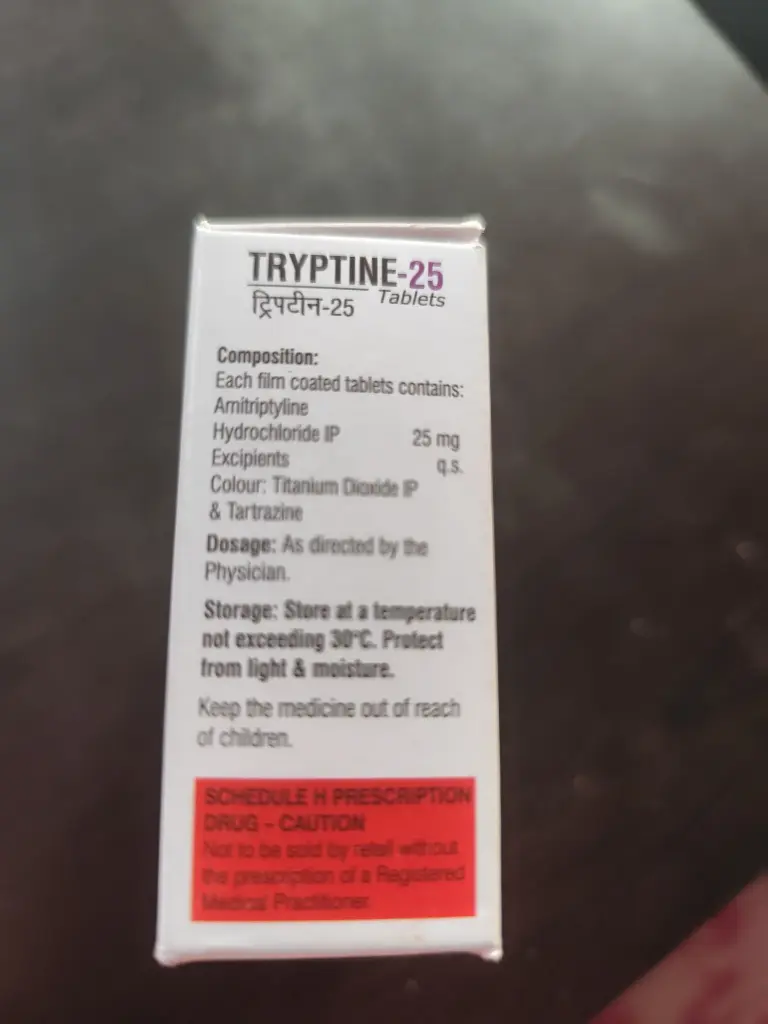 TRYPTINE-25
Tablets
ट्रिपटीन-25
Composition:
Each film coated tablets contains:
Amitriptyline
Hydrochloride IP 25 mg
Excipients q.s.
Colour: Titanium Dioxide IP
& Tartrazine
Dosage: As directed by the
Physician.
Storage: Store at a temperature
not exceeding 30°C. Protect
from light & moisture.
Keep the medicine out of reach
of children.
SCHEDULE H PRESCRIPTION
DRUG - CAUTION
Not to be sold by retail without
the prescription of a Registered
Medical Practitioner.